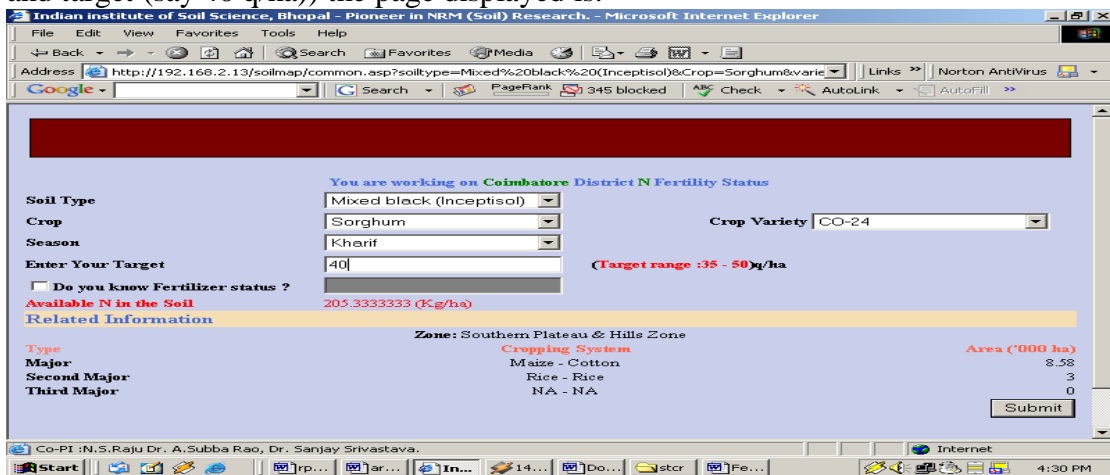 and target (say 40 q/ha)) the page displayed is:
Indian institute of Soil Science, Bhopal - Pioneer in NRM (Soil) Research. - Microsoft Internet Explorer
File Edit View Favorites Tools Help
Back Search Favorites Media
Address http://192.168.2.13/soilmap/common.asp?soiltype=Mixed%20black%20(Inceptisol)&Crop=Sorghum&varie Links » Norton AntiVirus
Google - Search PageRank 345 blocked Check AutoLink AutoFill »
You are working on Coimbatore District N Fertility Status
Soil Type Mixed black (Inceptisol)
Crop Sorghum Crop Variety CO-24
Season Kharif
Enter Your Target 40 (Target range :35 - 50)q/ha
Do you know Fertilizer status ?
Available N in the Soil 205.3333333 (Kg/ha)
Related Information
Zone: Southern Plateau & Hills Zone
Type Cropping System Area ('000 ha)
Major Maize - Cotton 8.58
Second Major Rice - Rice 3
Third Major NA - NA 0
Submit
Co-PI :N.S.Raju Dr. A.Subba Rao, Dr. Sanjay Srivastava. Internet
Start rp... ar... In... 14... Do... stcr Fe... 4:30 PM